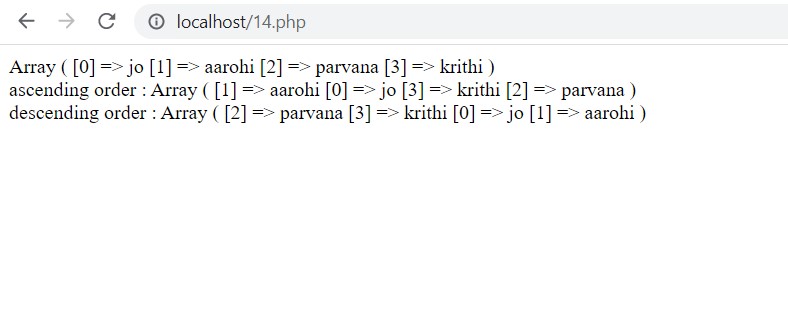 localhost/14.php
Array ( [0] => jo [1] => aarohi [2] => parvana [3] => krithi )
ascending order : Array ( [1] => aarohi [0] => jo [3] => krithi [2] => parvana )
descending order : Array ( [2] => parvana [3] => krithi [0] => jo [1] => aarohi )